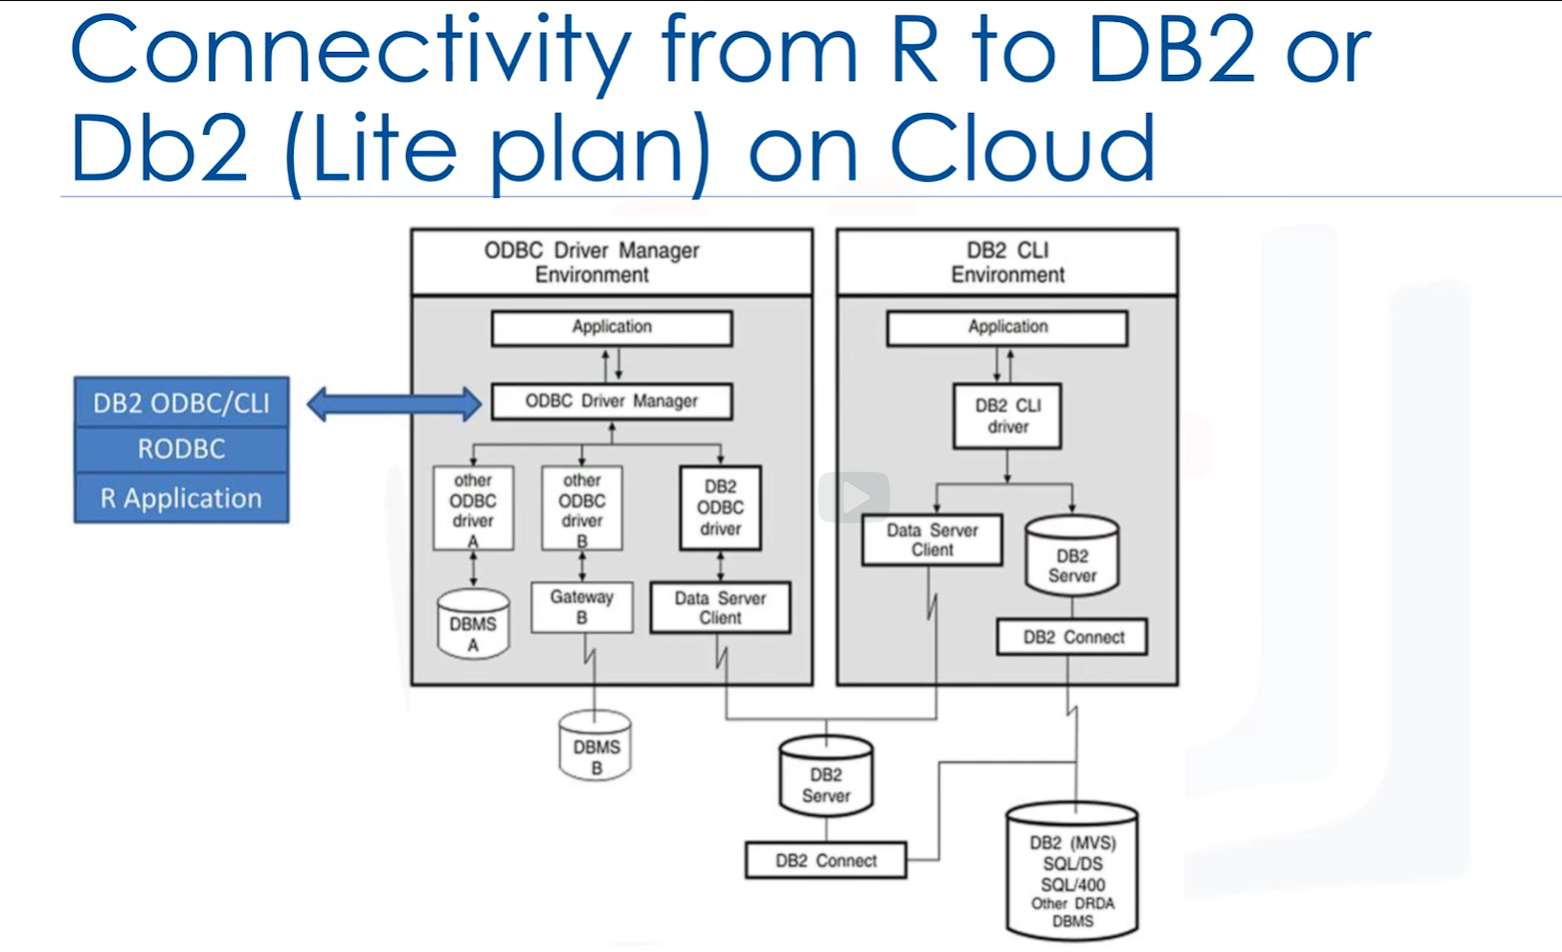 Connectivity from R to DB2 or
Db2 (Lite plan) on Cloud
DB2 ODBC/CLI
RODBC
R Application
ODBC Driver Manager
Environment
Application
ODBC Driver Manager
other
ODBC
driver
A
other
ODBC
driver
B
DB2
ODBC
driver
DBMS
A
Gateway
B
Data Server
Client
DBMS
B
DB2 CLI
Environment
Application
DB2 CLI
driver
Data Server
Client
DB2
Server
DB2 Connect
DB2
Server
DB2 Connect
DB2 (MVS)
SQL/DS
SQL/400
Other DRDA
DBMS